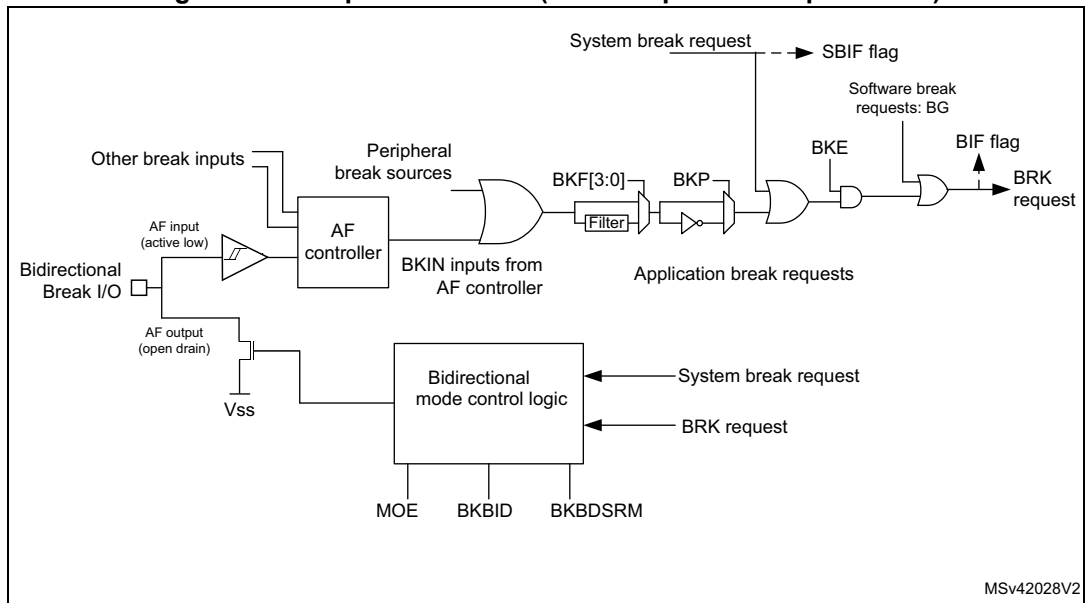 System break request
SBIF flag
Software break
requests: BG
BIF flag
BKE
BRK
request
Other break inputs
Peripheral
break sources
BKF[3:0]
BKP
Filter
AF input
(active low)
AF
controller
BKIN inputs from
AF controller
Application break requests
Bidirectional
Break I/O
AF output
(open drain)
Vss
Bidirectional
mode control logic
System break request
BRK request
MOE
BKBID
BKBDSRM
MSv42028V2